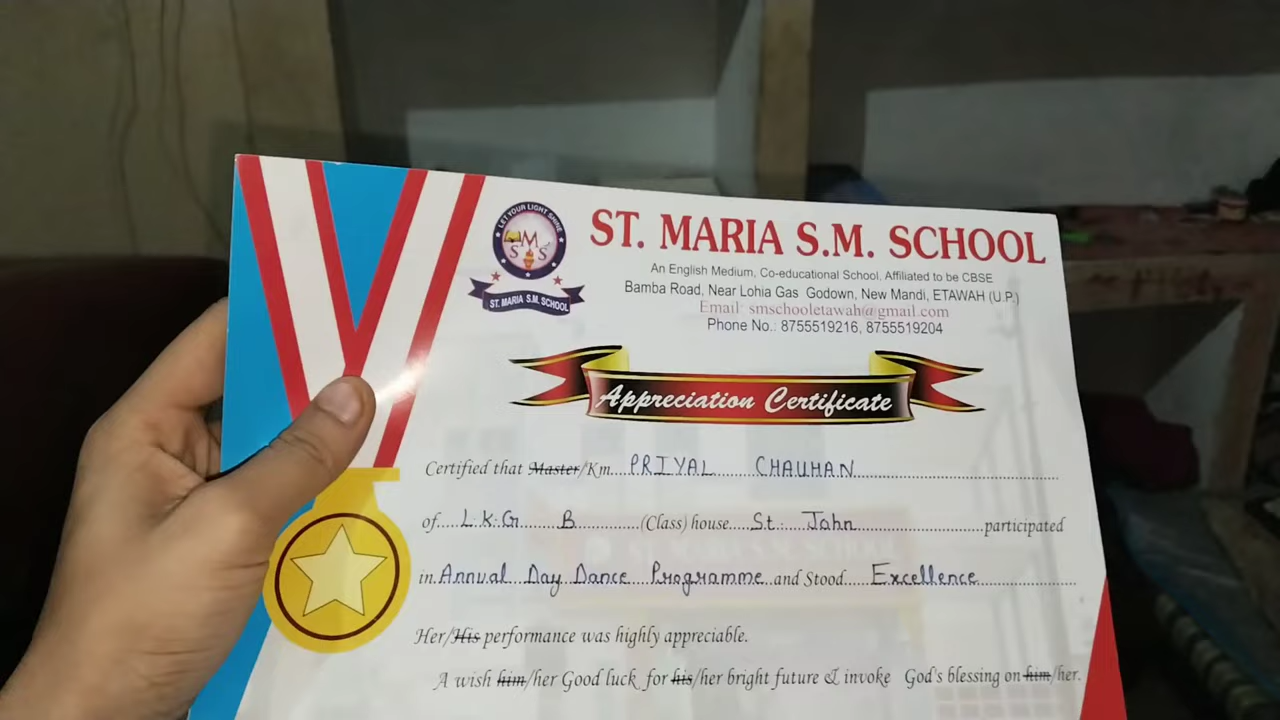 LET YOUR LIGHT SHINE
S M S
ST. MARIA S.M. SCHOOL
ST. MARIA S.M. SCHOOL
An English Medium, Co-educational School, Affiliated to be CBSE
Bamba Road, Near Lohia Gas Godown, New Mandi, ETAWAH (U.P.)
Email smschooletawah@gmail.com
Phone No.: 8755519216, 8755519204
Appreciation Certificate
Certified that Master/Km...PRIYAL CHAUHAN
of...L.K.G B...(Class) house...St. John...participated
in.Annual Day Dance Programme.and Stood...Excellence
Her/His performance was highly appreciable.
A wish him/her Good luck for his/her bright future & invoke God's blessing on him/her.